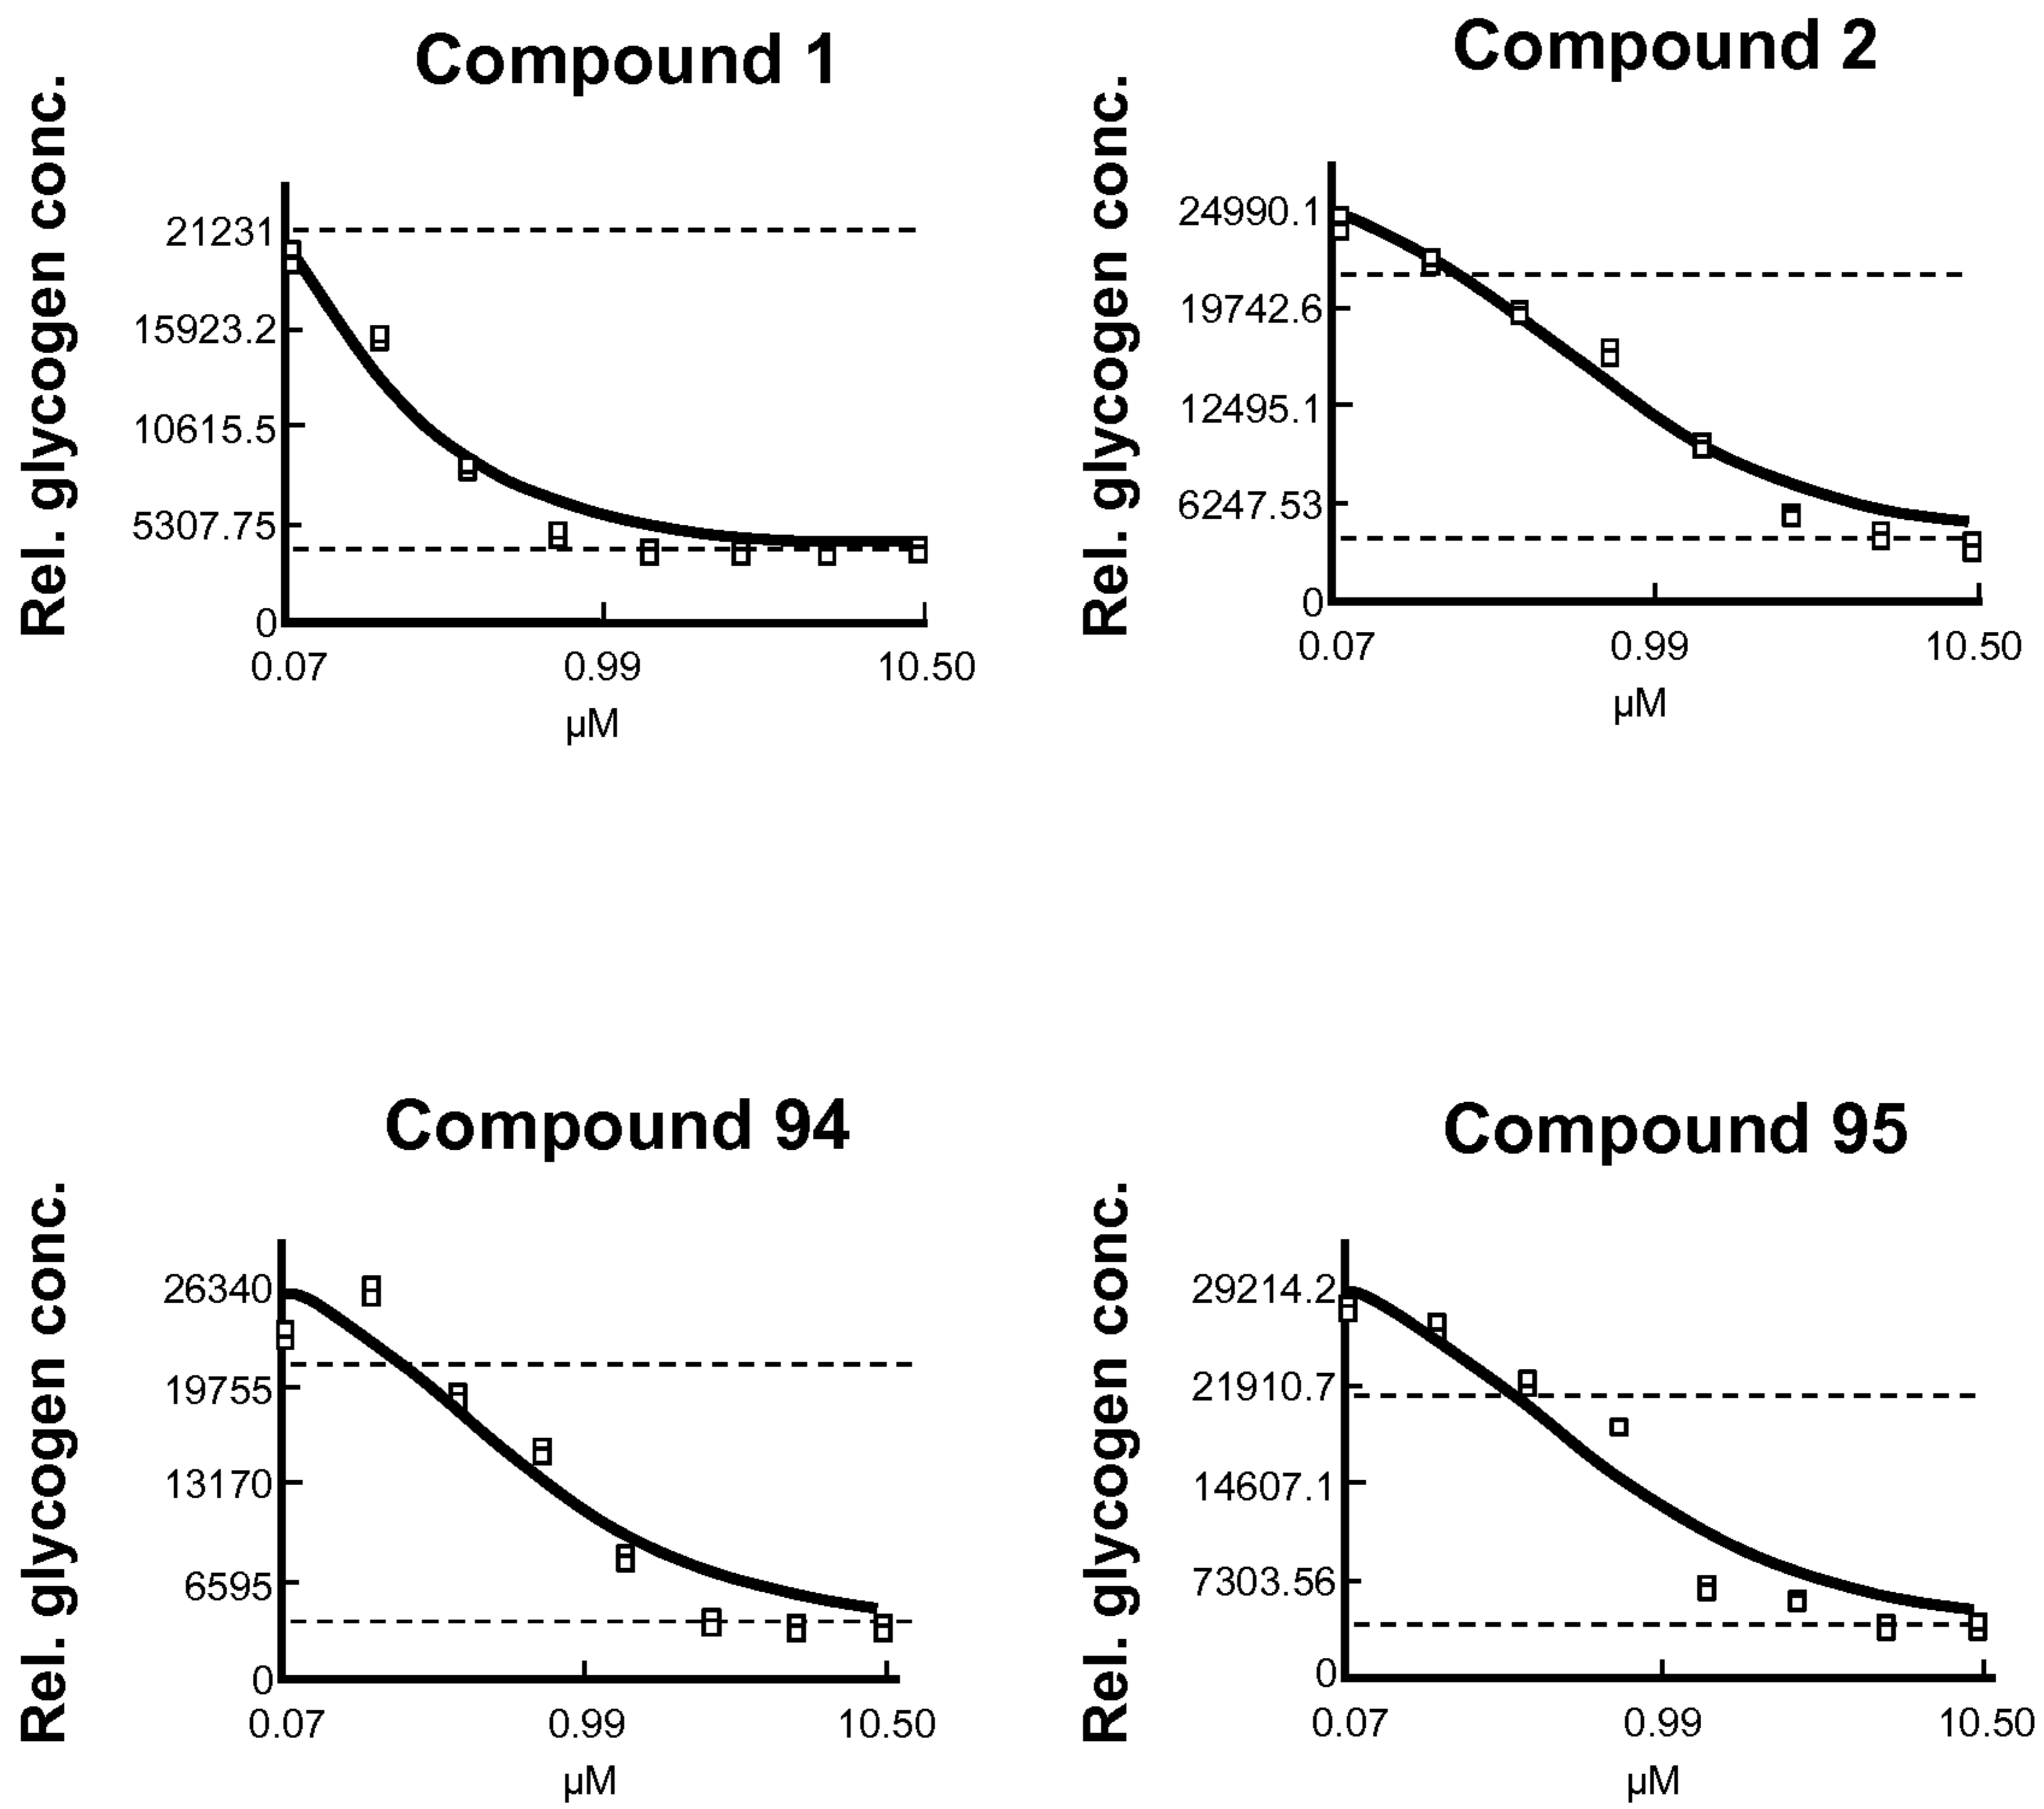 Compound 1
Rel. glycogen conc.
21231
15923.2
10615.5
5307.75
0
0.07
0.99
10.50
µM
Compound 2
Rel. glycogen conc.
24990.1
19742.6
12495.1
6247.53
0
0.07
0.99
10.50
µM
Compound 94
Rel. glycogen conc.
26340
19755
13170
6595
0
0.07
0.99
10.50
µM
Compound 95
Rel. glycogen conc.
29214.2
21910.7
14607.1
7303.56
0
0.07
0.99
10.50
µM